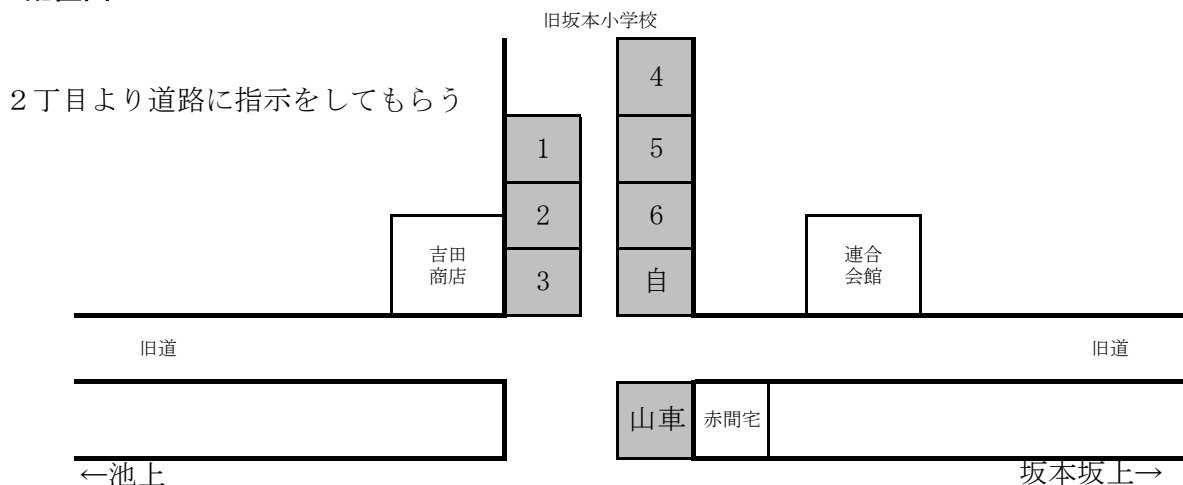 旧坂本小学校
4
２丁目より道路に指示をしてもらう
1
5
2
6
吉田
商店
3
自
連合
会館
旧道
旧道
山車
赤間宅
←池上
坂本坂上→